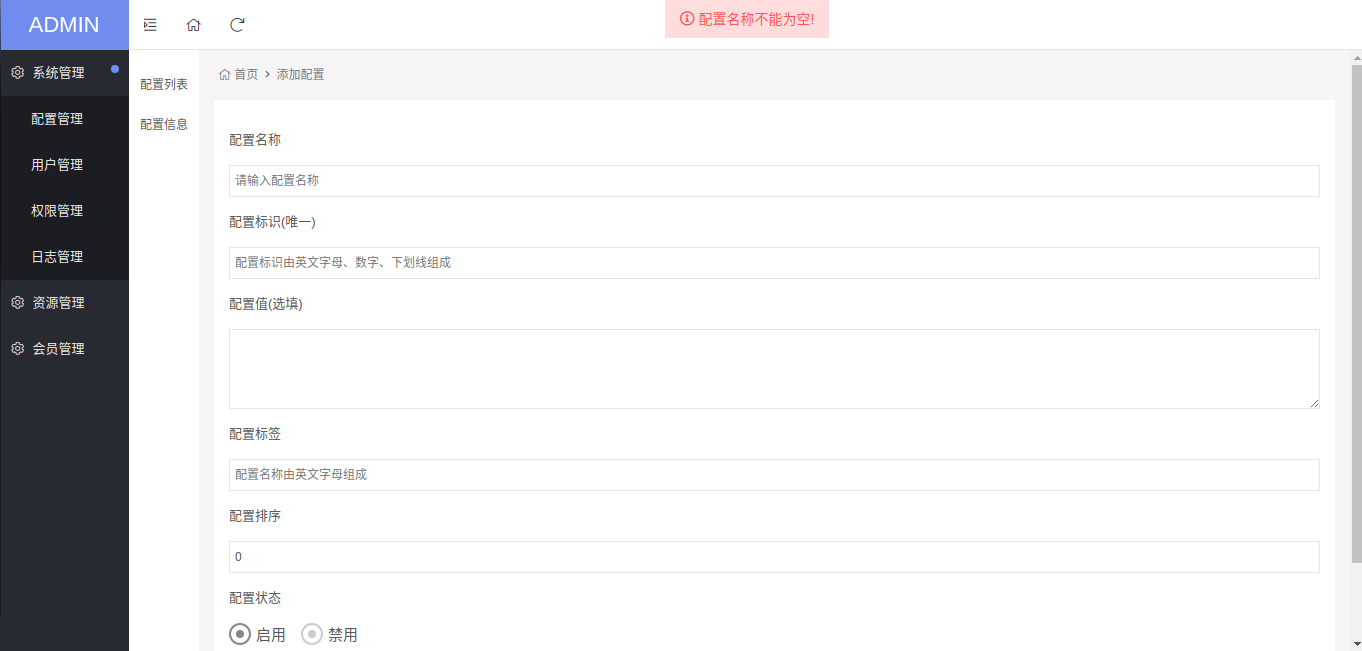 ADMIN
配置名称不能为空!
系统管理
配置管理
用户管理
权限管理
日志管理
资源管理
会员管理
配置列表
配置信息
首页 > 添加配置
配置名称
请输入配置名称
配置标识(唯一)
配置标识由英文字母、数字、下划线组成
配置值(选填)
配置标签
配置名称由英文字母组成
配置排序
0
配置状态
启用 禁用